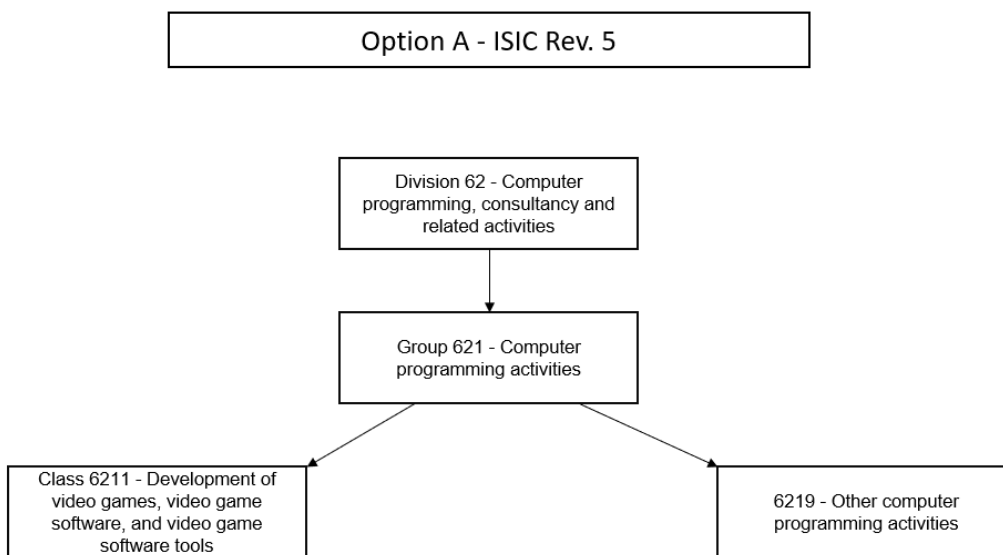 Option A - ISIC Rev. 5
Division 62 - Computer
programming, consultancy and
related activities
Group 621 - Computer
programming activities
Class 6211 - Development of
video games, video game
software, and video game
software tools
6219 - Other computer
programming activities